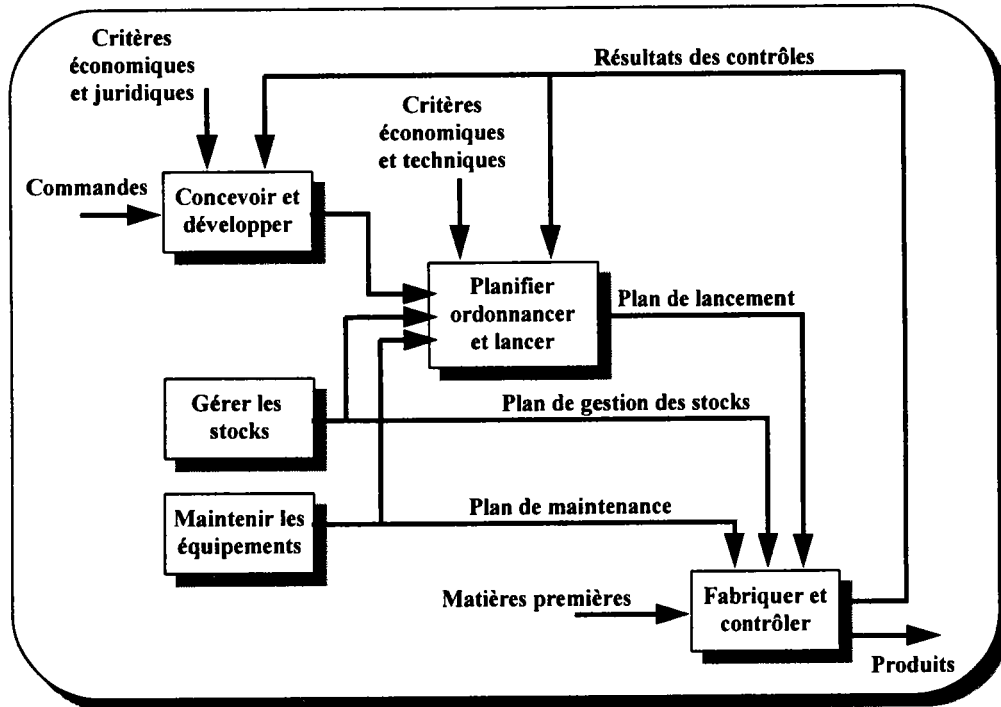 Critères
économiques
et juridiques
Résultats des contrôles
Critères
économiques
et techniques
Commandes
Concevoir et
développer
Planifier
ordonnancer
et lancer
Plan de lancement
Gérer les
stocks
Plan de gestion des stocks
Maintenir les
équipements
Plan de maintenance
Matières premières
Fabriquer et
contrôler
Produits